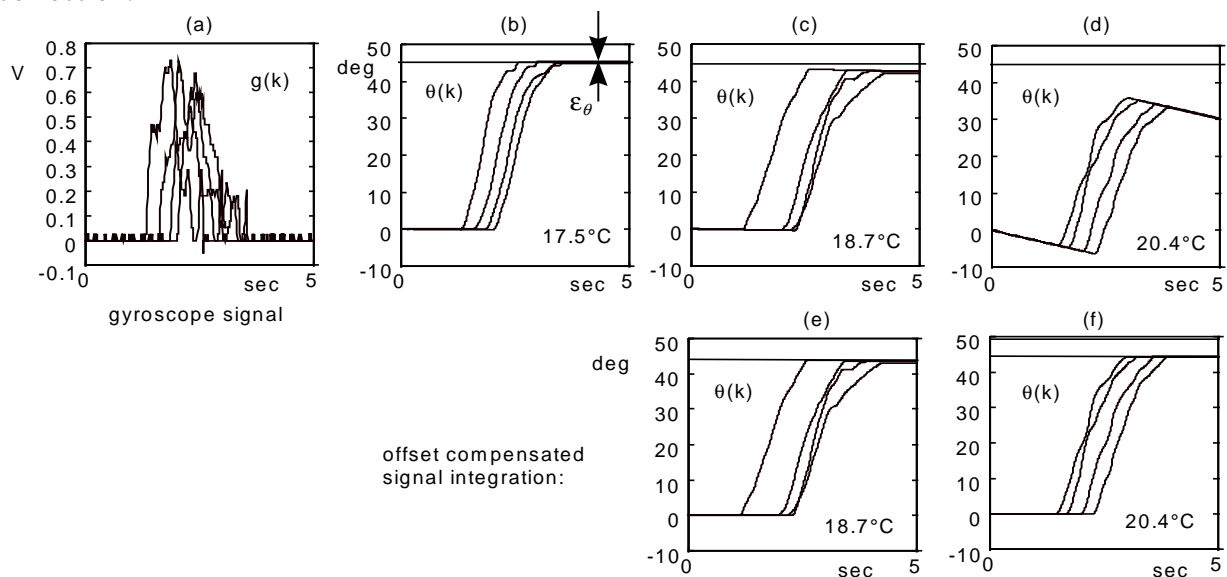 (a)
V
0.8
0.7
0.6
0.5
0.4
0.3
0.2
0.1
0
-0.1
g(k)
0
sec
5
gyroscope signal
(b)
deg
50
40
30
20
10
0
-10
θ(k)
εθ
17.5°C
0
sec
5
(c)
50
40
30
20
10
0
-10
θ(k)
18.7°C
0
sec
5
(d)
50
40
30
20
10
0
-10
θ(k)
20.4°C
0
sec
5
offset compensated
signal integration:
(e)
deg
50
40
30
20
10
0
-10
θ(k)
18.7°C
0
sec
5
(f)
50
40
30
20
10
0
-10
θ(k)
20.4°C
0
sec
5